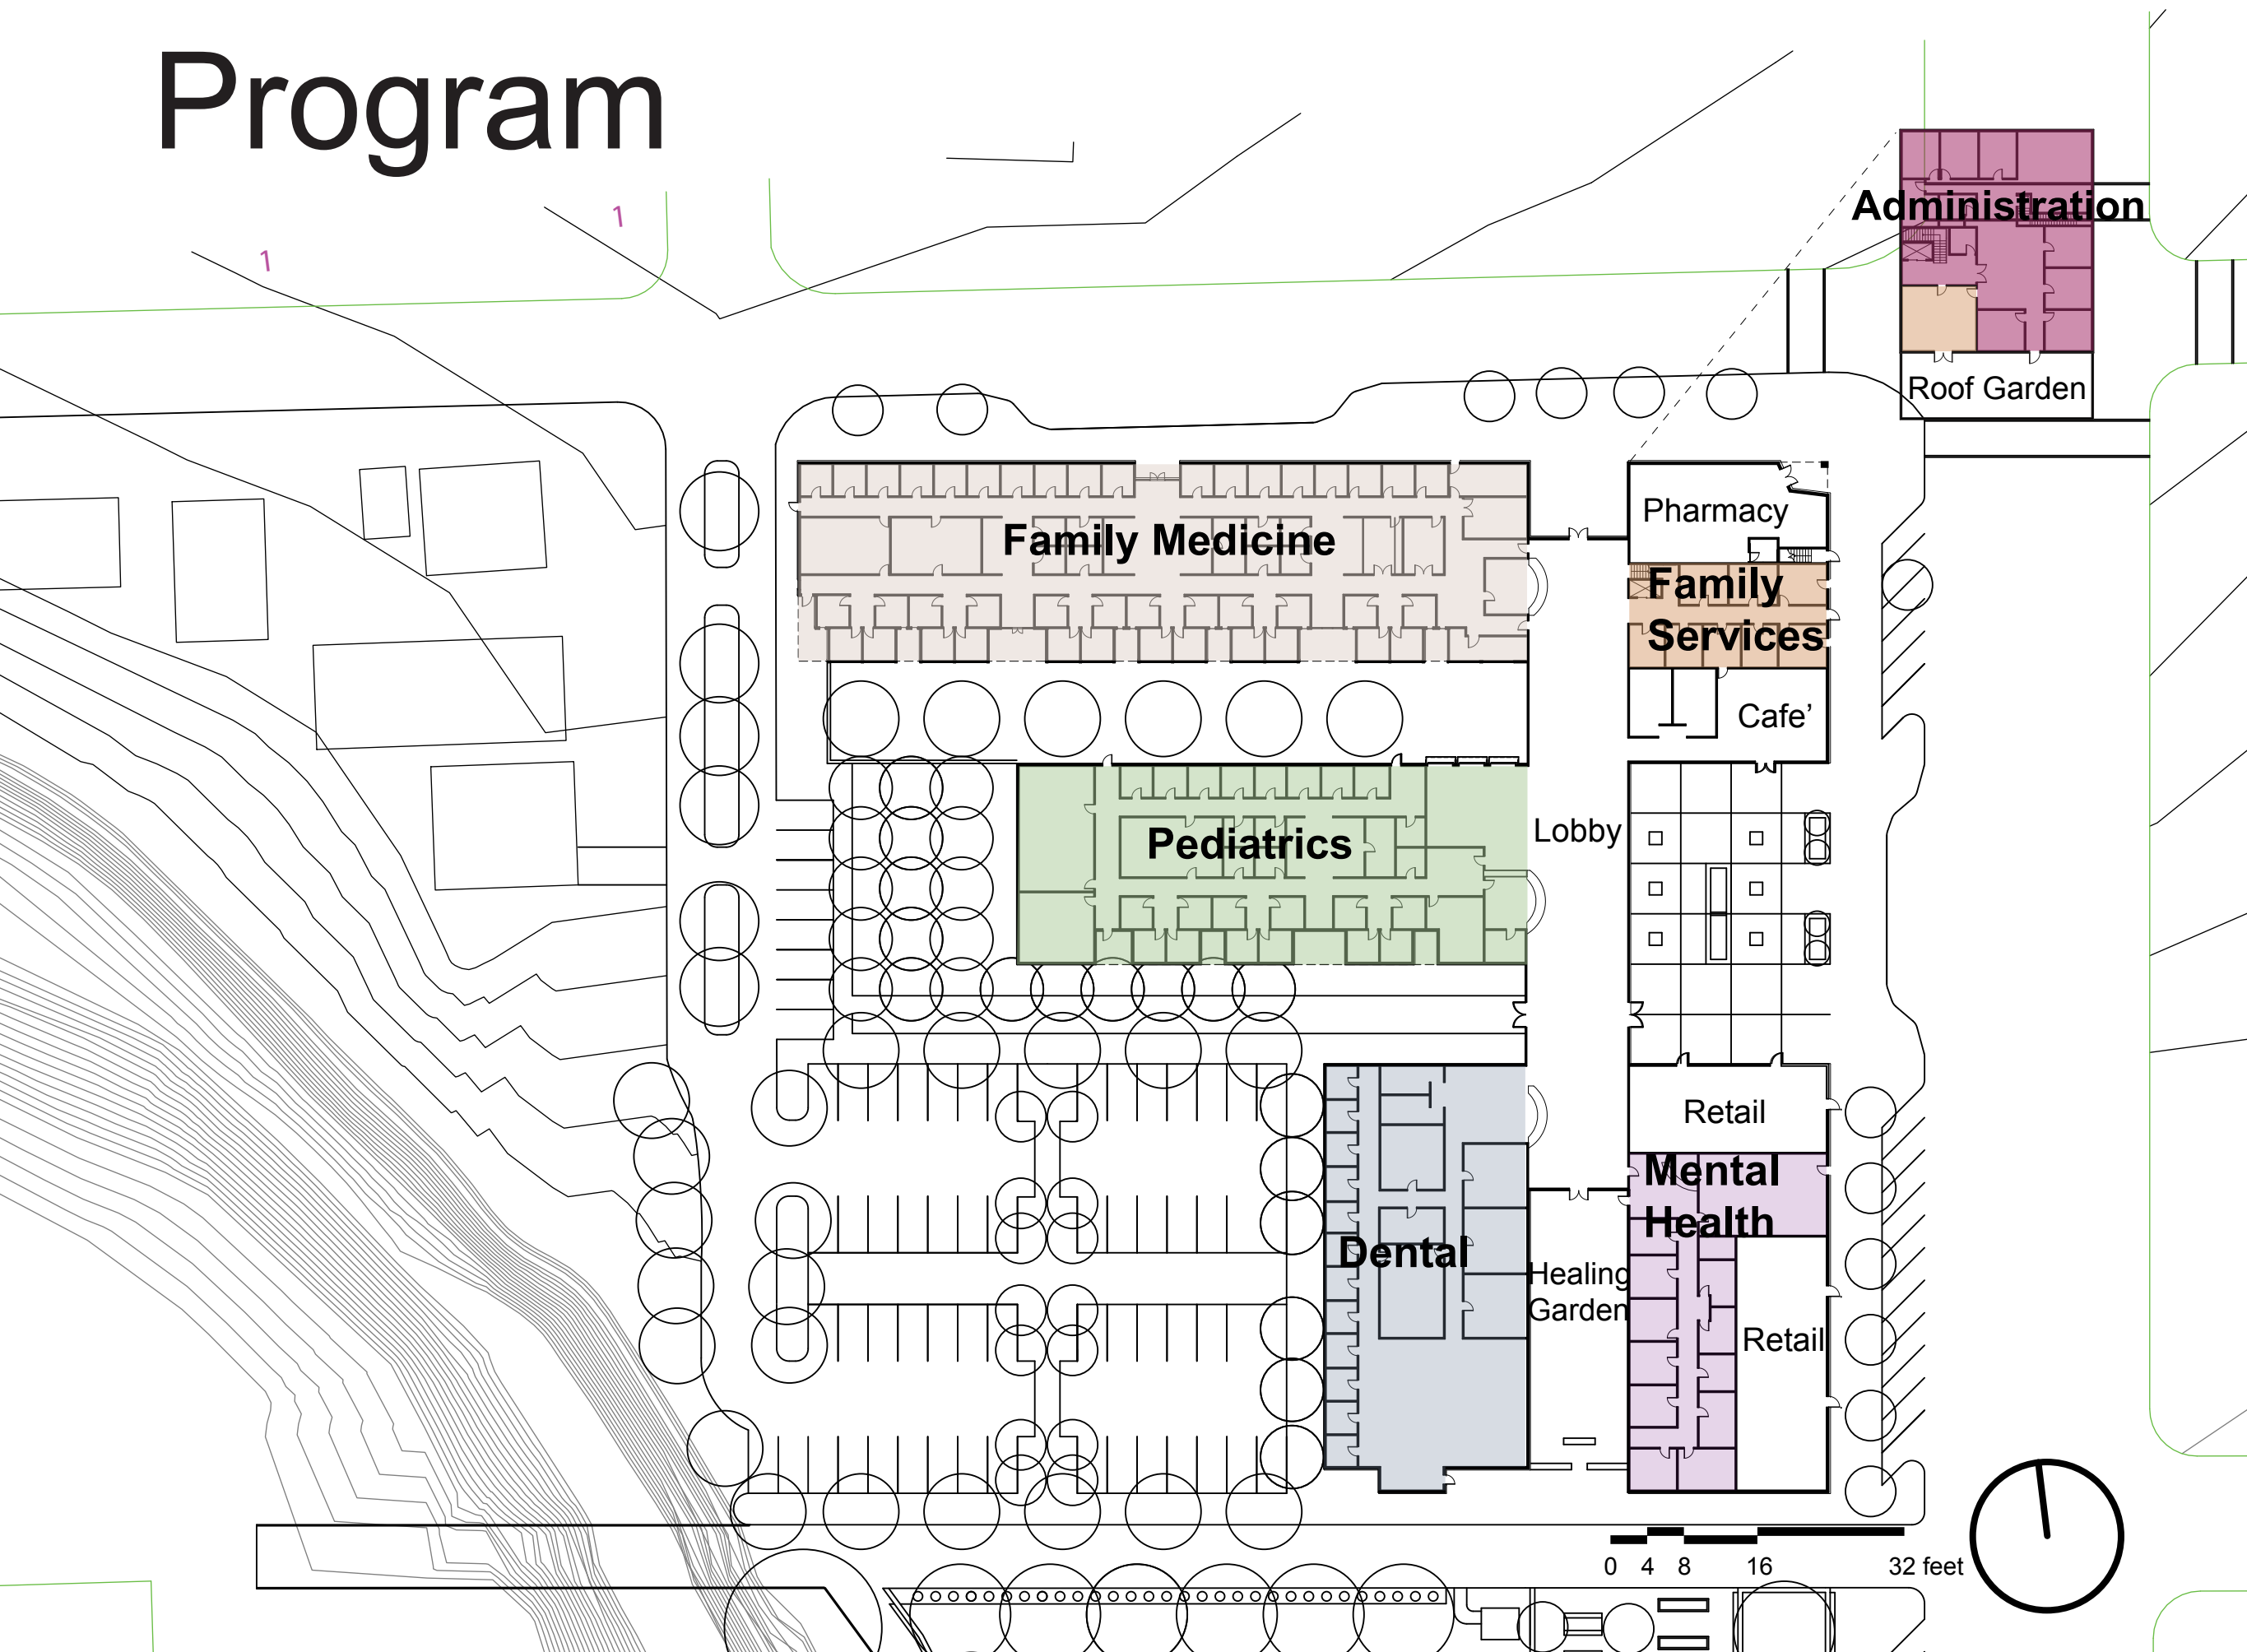 Program
1
1
Administration
Roof Garden
Pharmacy
Family Medicine
Family
Services
Cafe’
Lobby
Pediatrics
Retail
Mental
Health
Dental
Healing
Garden
Retail
0 4 8 16 32 feet